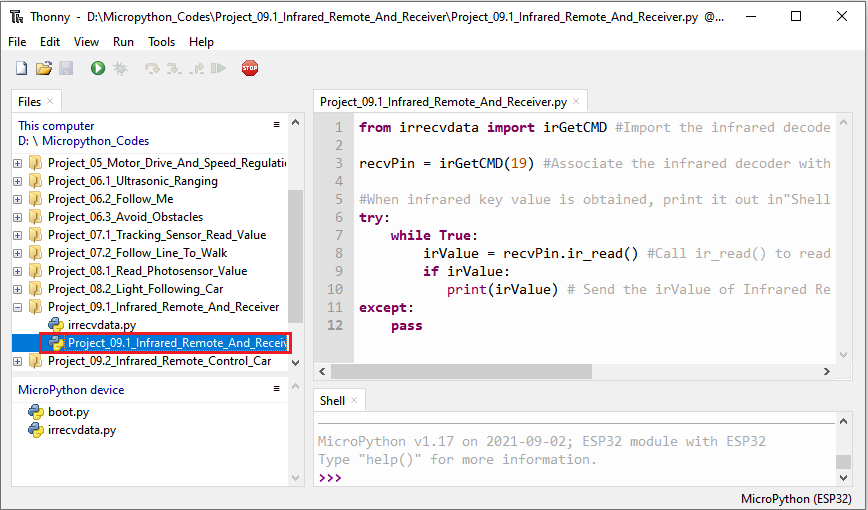 Thonny - D:\Micropython_Codes\Project_09.1_Infrared_Remote_And_Receiver\Project_09.1_Infrared_Remote_And_Receiver.py @...
File Edit View Run Tools Help
STOP
Files
This computer
D: \ Micropython_Codes
Project_05_Motor_Drive_And_Speed_Regulatio
Project_06.1_Ultrasonic_Ranging
Project_06.2_Follow_Me
Project_06.3_Avoid_Obstacles
Project_07.1_Tracking_Sensor_Read_Value
Project_07.2_Follow_Line_To_Walk
Project_08.1_Read_Photosensor_Value
Project_08.2_Light_Following_Car
Project_09.1_Infrared_Remote_And_Receiver
irrecvdata.py
Project_09.1_Infrared_Remote_And_Receiv
Project_09.2_Infrared_Remote_Control_Car
MicroPython device
boot.py
irrecvdata.py
Project_09.1_Infrared_Remote_And_Receiver.py
1 from irrecvdata import irGetCMD #Import the infrared decode
2
3 recvPin = irGetCMD(19) #Associate the infrared decoder with
4
5 #When infrared key value is obtained, print it out in"Shell
6 try:
7 while True:
8 irValue = recvPin.ir_read() #Call ir_read() to read
9 if irValue:
10 print(irValue) # Send the irValue of Infrared Re
11 except:
12 pass
Shell
MicroPython v1.17 on 2021-09-02; ESP32 module with ESP32
Type "help()" for more information.
>>>
MicroPython (ESP32)